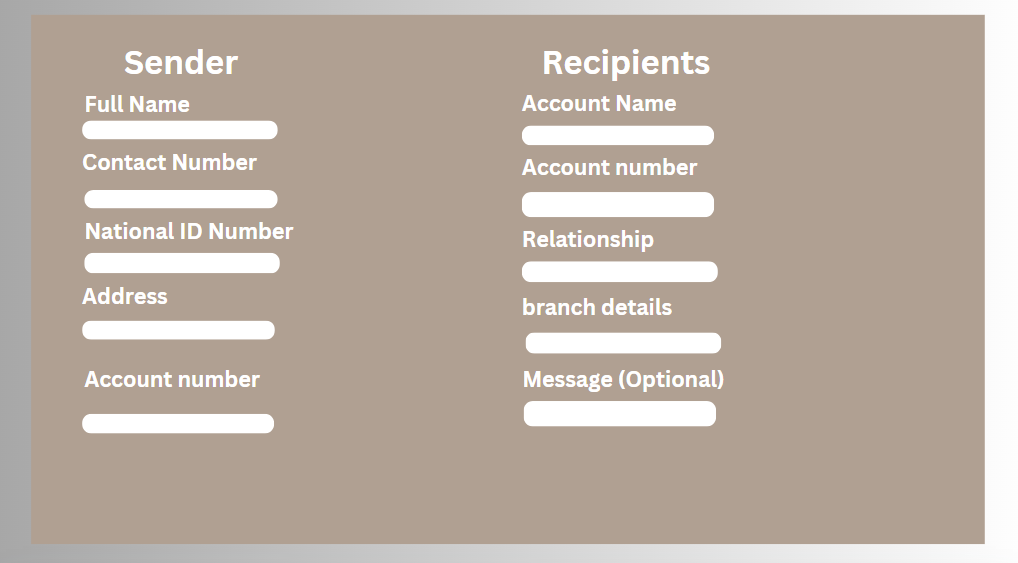 Sender
Full Name
Contact Number
National ID Number
Address
Account number
Recipients
Account Name
Account number
Relationship
branch details
Message (Optional)